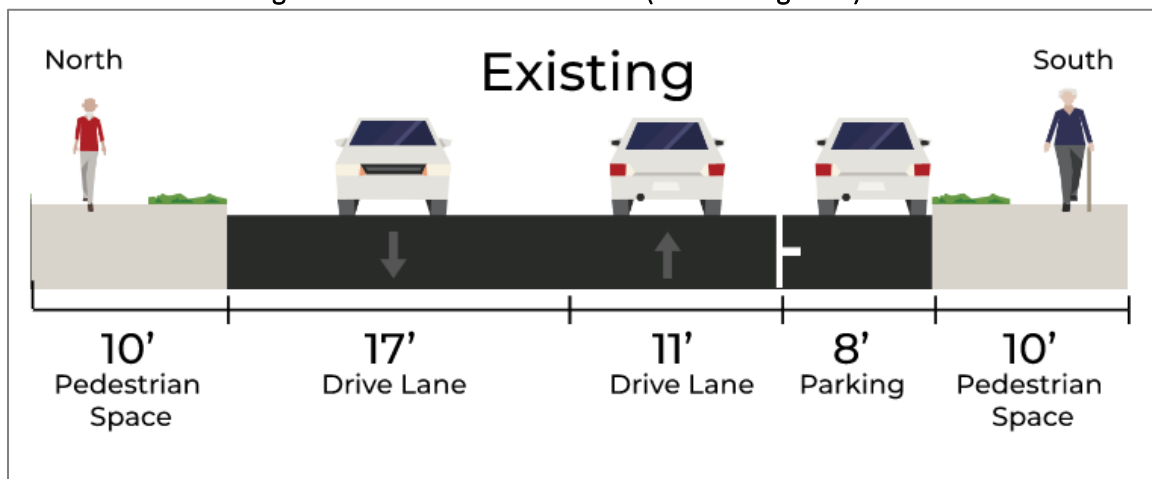 North
Existing
South
10’
17’
11’
8’
10’
Pedestrian
Space
Drive Lane
Drive Lane
Parking
Pedestrian
Space